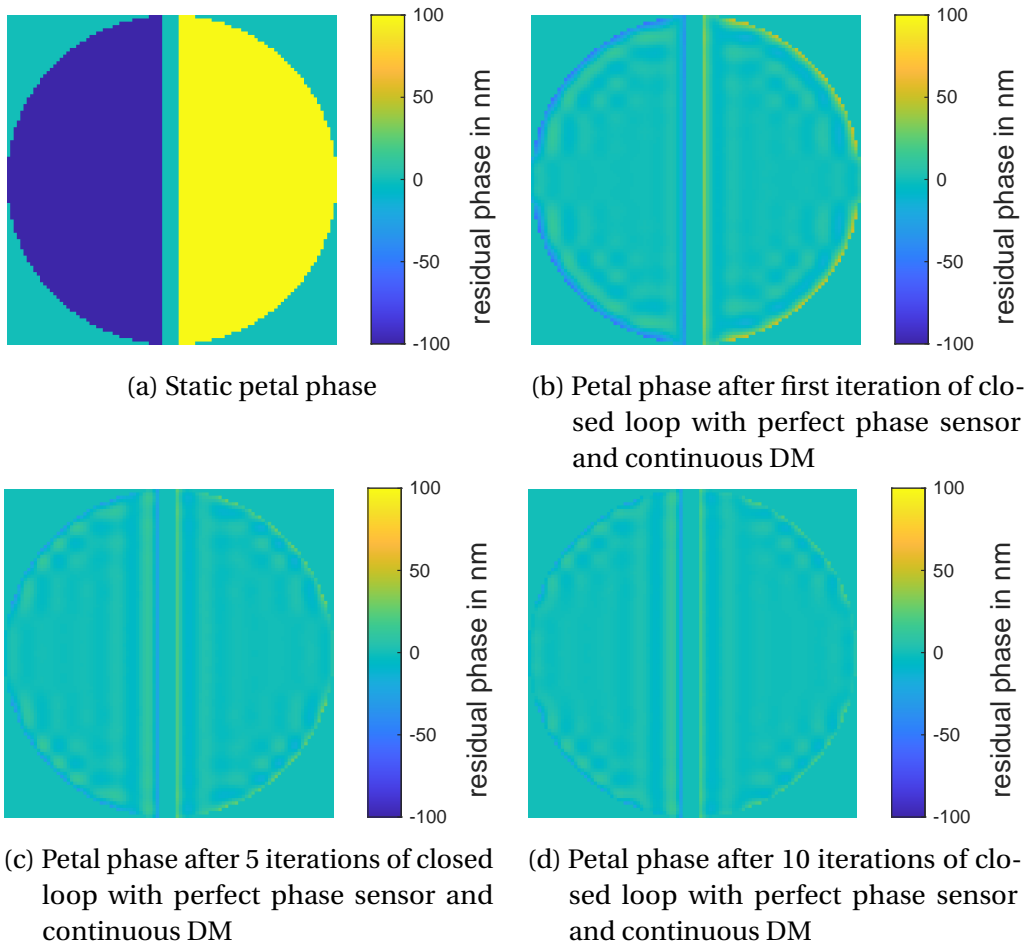 100
50
0
-50
-100
residual phase in nm
(a) Static petal phase
100
50
0
-50
-100
residual phase in nm
(b) Petal phase after first iteration of clo-
sed loop with perfect phase sensor
and continuous DM
100
50
0
-50
-100
residual phase in nm
(c) Petal phase after 5 iterations of closed
loop with perfect phase sensor and
continuous DM
100
50
0
-50
-100
residual phase in nm
(d) Petal phase after 10 iterations of clo-
sed loop with perfect phase sensor
and continuous DM